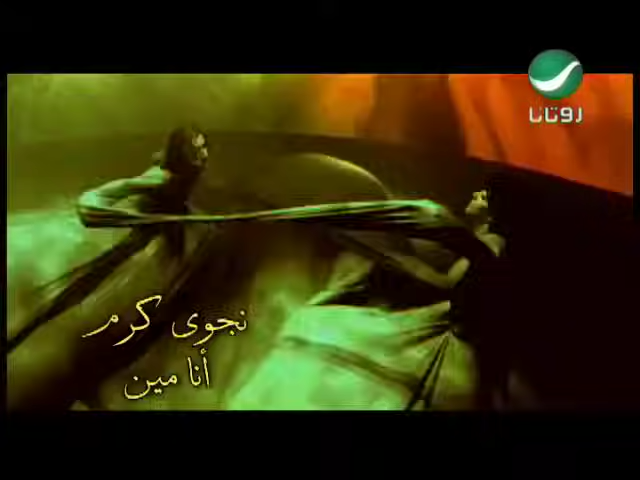 روتانا
نجوى كرم
أنا مين